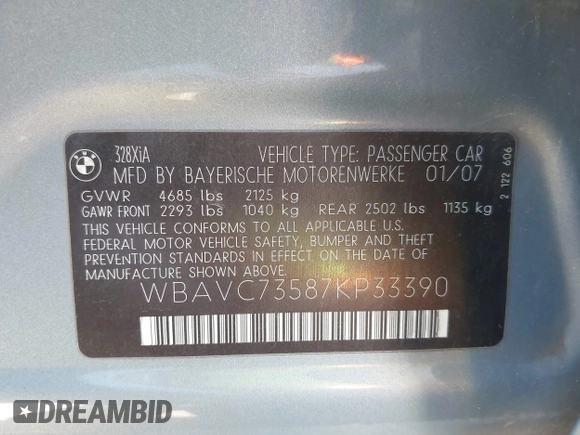 BMW
328XiA VEHICLE TYPE: PASSENGER CAR
MFD BY BAYERISCHE MOTORENWERKE 01/07
GVWR 4685 lbs 2125 kg
GAWR FRONT 2293 lbs 1040 kg REAR 2502 lbs 1135 kg
THIS VEHICLE CONFORMS TO ALL APPLICABLE U.S.
FEDERAL MOTOR VEHICLE SAFETY, BUMPER AND THEFT
PREVENTION STANDARDS IN EFFECT ON THE DATE OF
MANUFACTURE SHOWN ABOVE.
WBAVC73587KP33390
2 122 606
DREAMBID